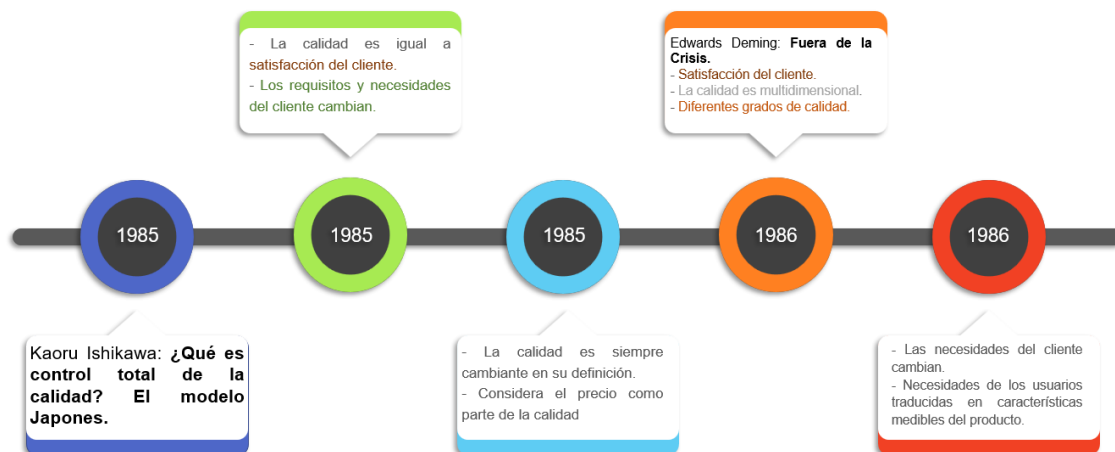 - La calidad es igual a
satisfacción del cliente.
- Los requisitos y necesidades
del cliente cambian.
Edwards Deming: Fuera de la
Crisis.
- Satisfacción del cliente.
- La calidad es multidimensional.
- Diferentes grados de calidad.
1985
1985
1985
1986
1986
Kaoru Ishikawa: ¿Qué es
control total de la
calidad? El modelo
Japones.
- La calidad es siempre
cambiante en su definición.
- Considera el precio como
parte de la calidad
- Las necesidades del cliente
cambian.
- Necesidades de los usuarios
traducidas en características
medibles del producto.